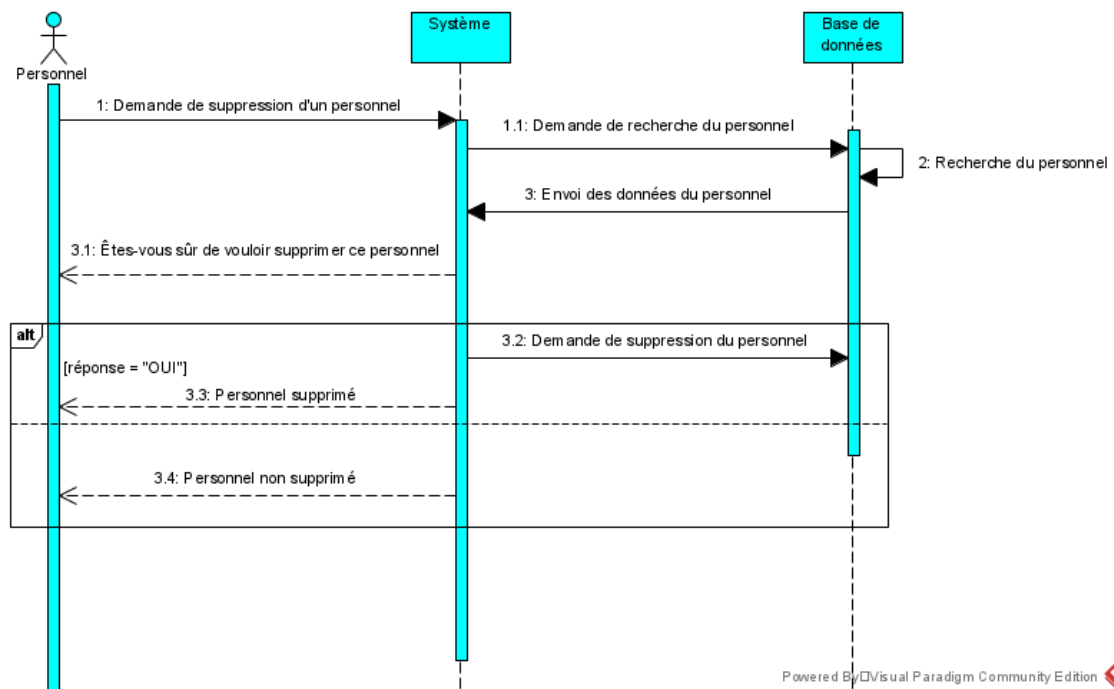 Système
Base de
données
Personnel
1: Demande de suppression d'un personnel
1.1: Demande de recherche du personnel
2: Recherche du personnel
3: Envoi des données du personnel
3.1: Êtes-vous sûr de vouloir supprimer ce personnel
alt
3.2: Demande de suppression du personnel
[réponse = "OUI"]
3.3: Personnel supprimé
3.4: Personnel non supprimé
Powered By Visual Paradigm Community Edition